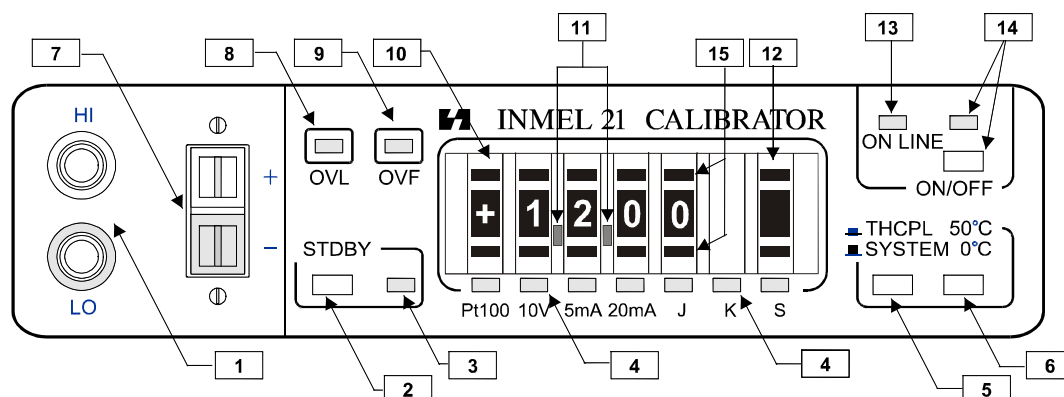 7 8 9 10 11 15 12 13 14
HI
LO
+
−
OVL OVF
INMEL 21 CALIBRATOR
+ 1 2 0 0
STDBY
Pt100 10V 5mA 20mA J K S
ON LINE
ON/OFF
THCPL 50°C
SYSTEM 0°C
1 2 3 4 4 5 6